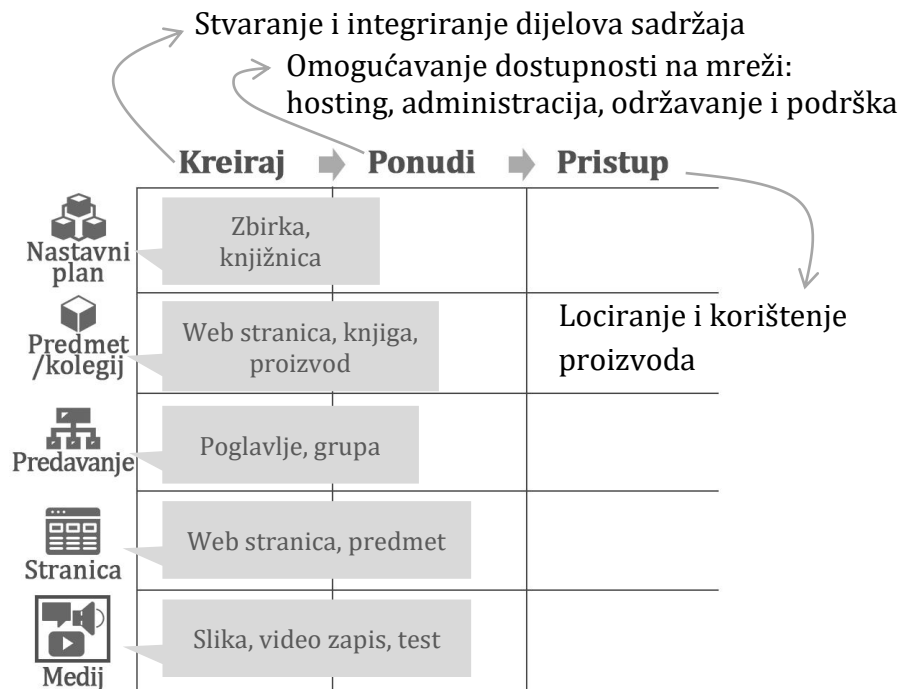 Stvaranje i integriranje dijelova sadržaja
Omogućavanje dostupnosti na mreži:
hosting, administracija, održavanje i podrška
Kreiraj
Ponudi
Pristup
Nastavni
plan
Zbirka,
knjižnica
Predmet
/kolegij
Web stranica, knjiga,
proizvod
Lociranje i korištenje
proizvoda
Predavanje
Poglavlje, grupa
Stranica
Web stranica, predmet
Medij
Slika, video zapis, test